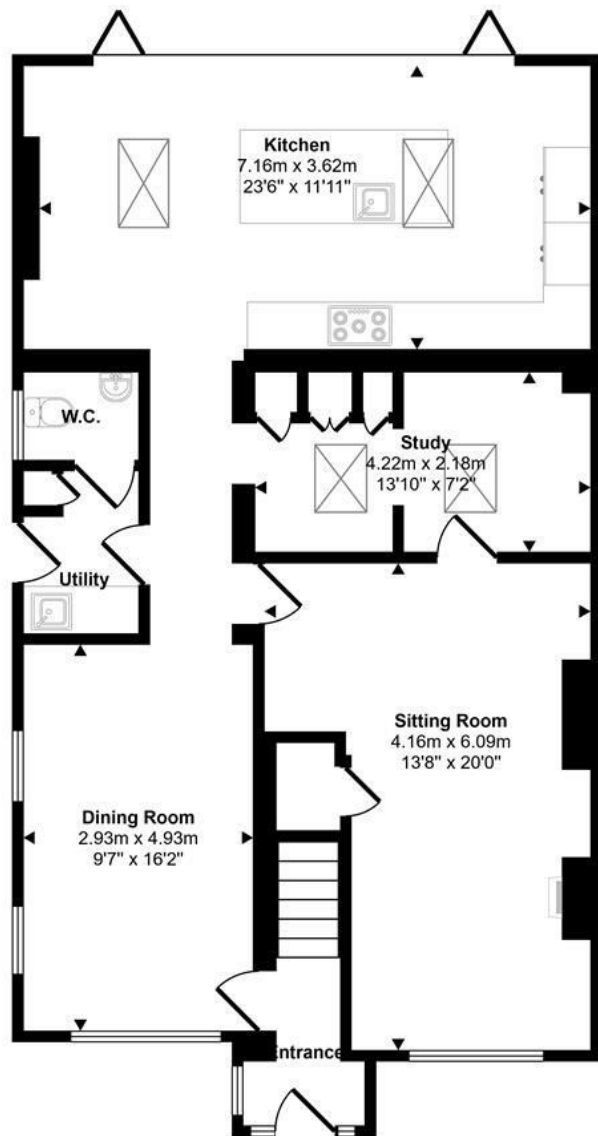 Kitchen
7.16m x 3.62m
23'6" x 11'11"
W.C.
Study
4.22m x 2.18m
13'10" x 7'2"
Utility
Sitting Room
4.16m x 6.09m
13'8" x 20'0"
Dining Room
2.93m x 4.93m
9'7" x 16'2"
Entrance